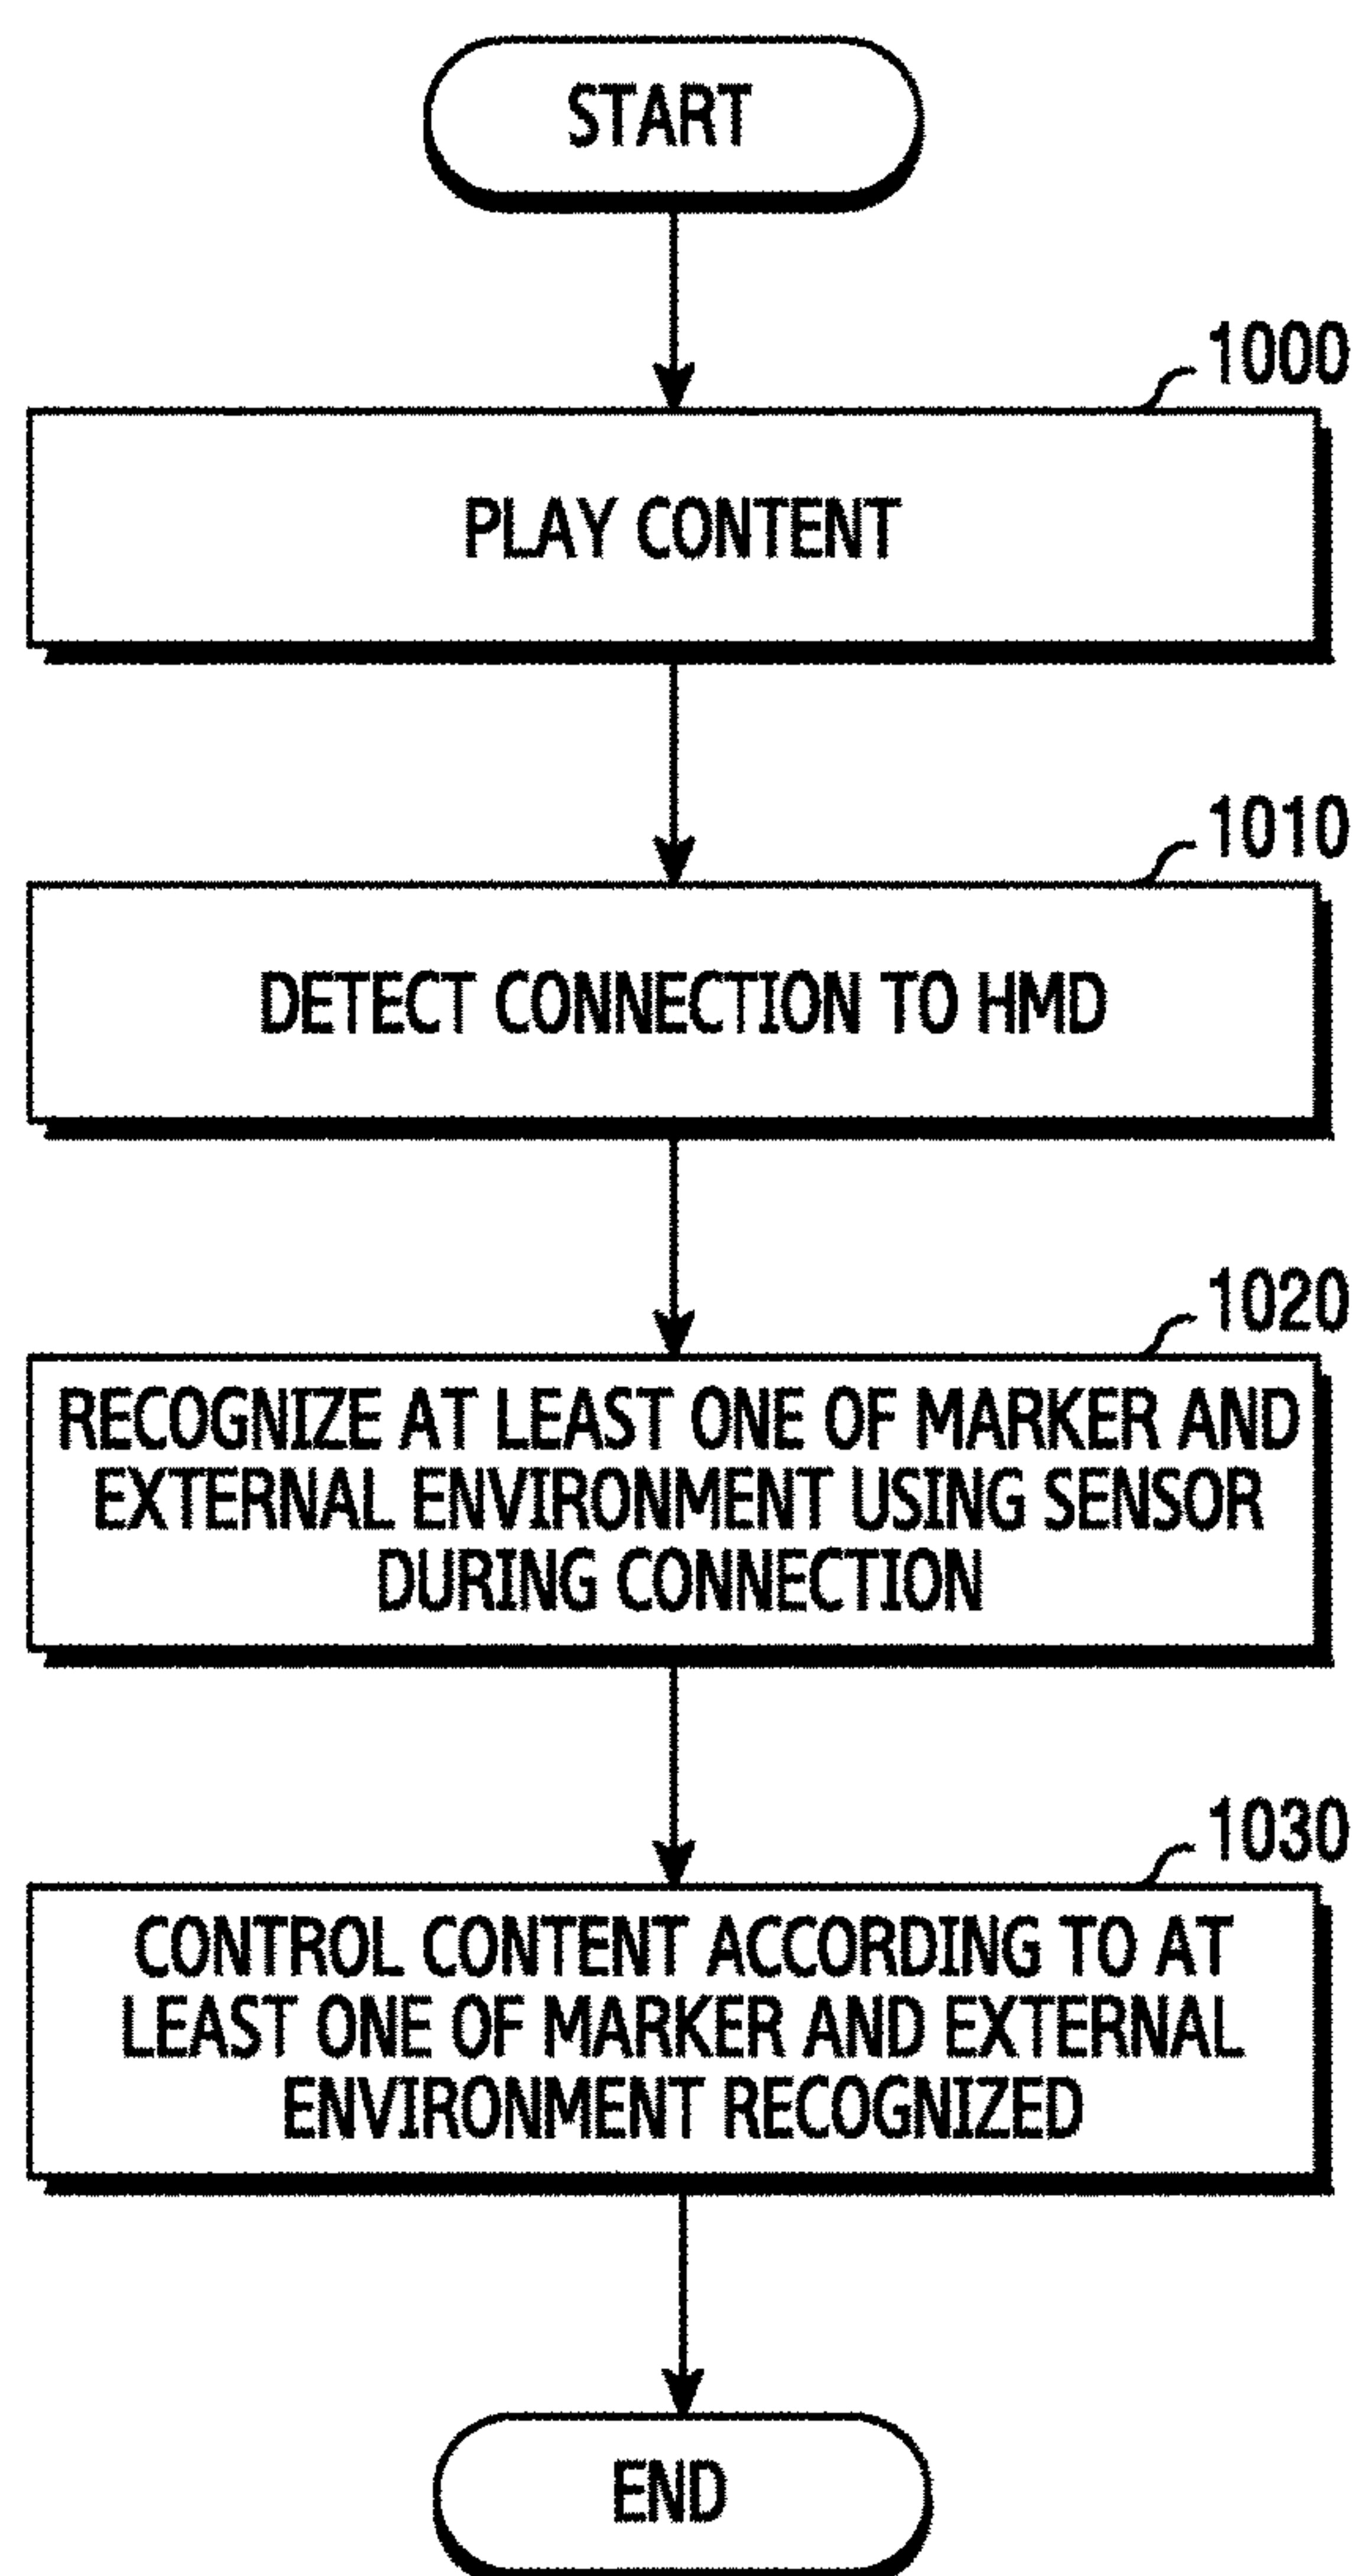 START
1000
PLAY CONTENT
1010
DETECT CONNECTION TO HMD
1020
RECOGNIZE AT LEAST ONE OF MARKER AND
EXTERNAL ENVIRONMENT USING SENSOR
DURING CONNECTION
1030
CONTROL CONTENT ACCORDING TO AT
LEAST ONE OF MARKER AND EXTERNAL
ENVIRONMENT RECOGNIZED
END